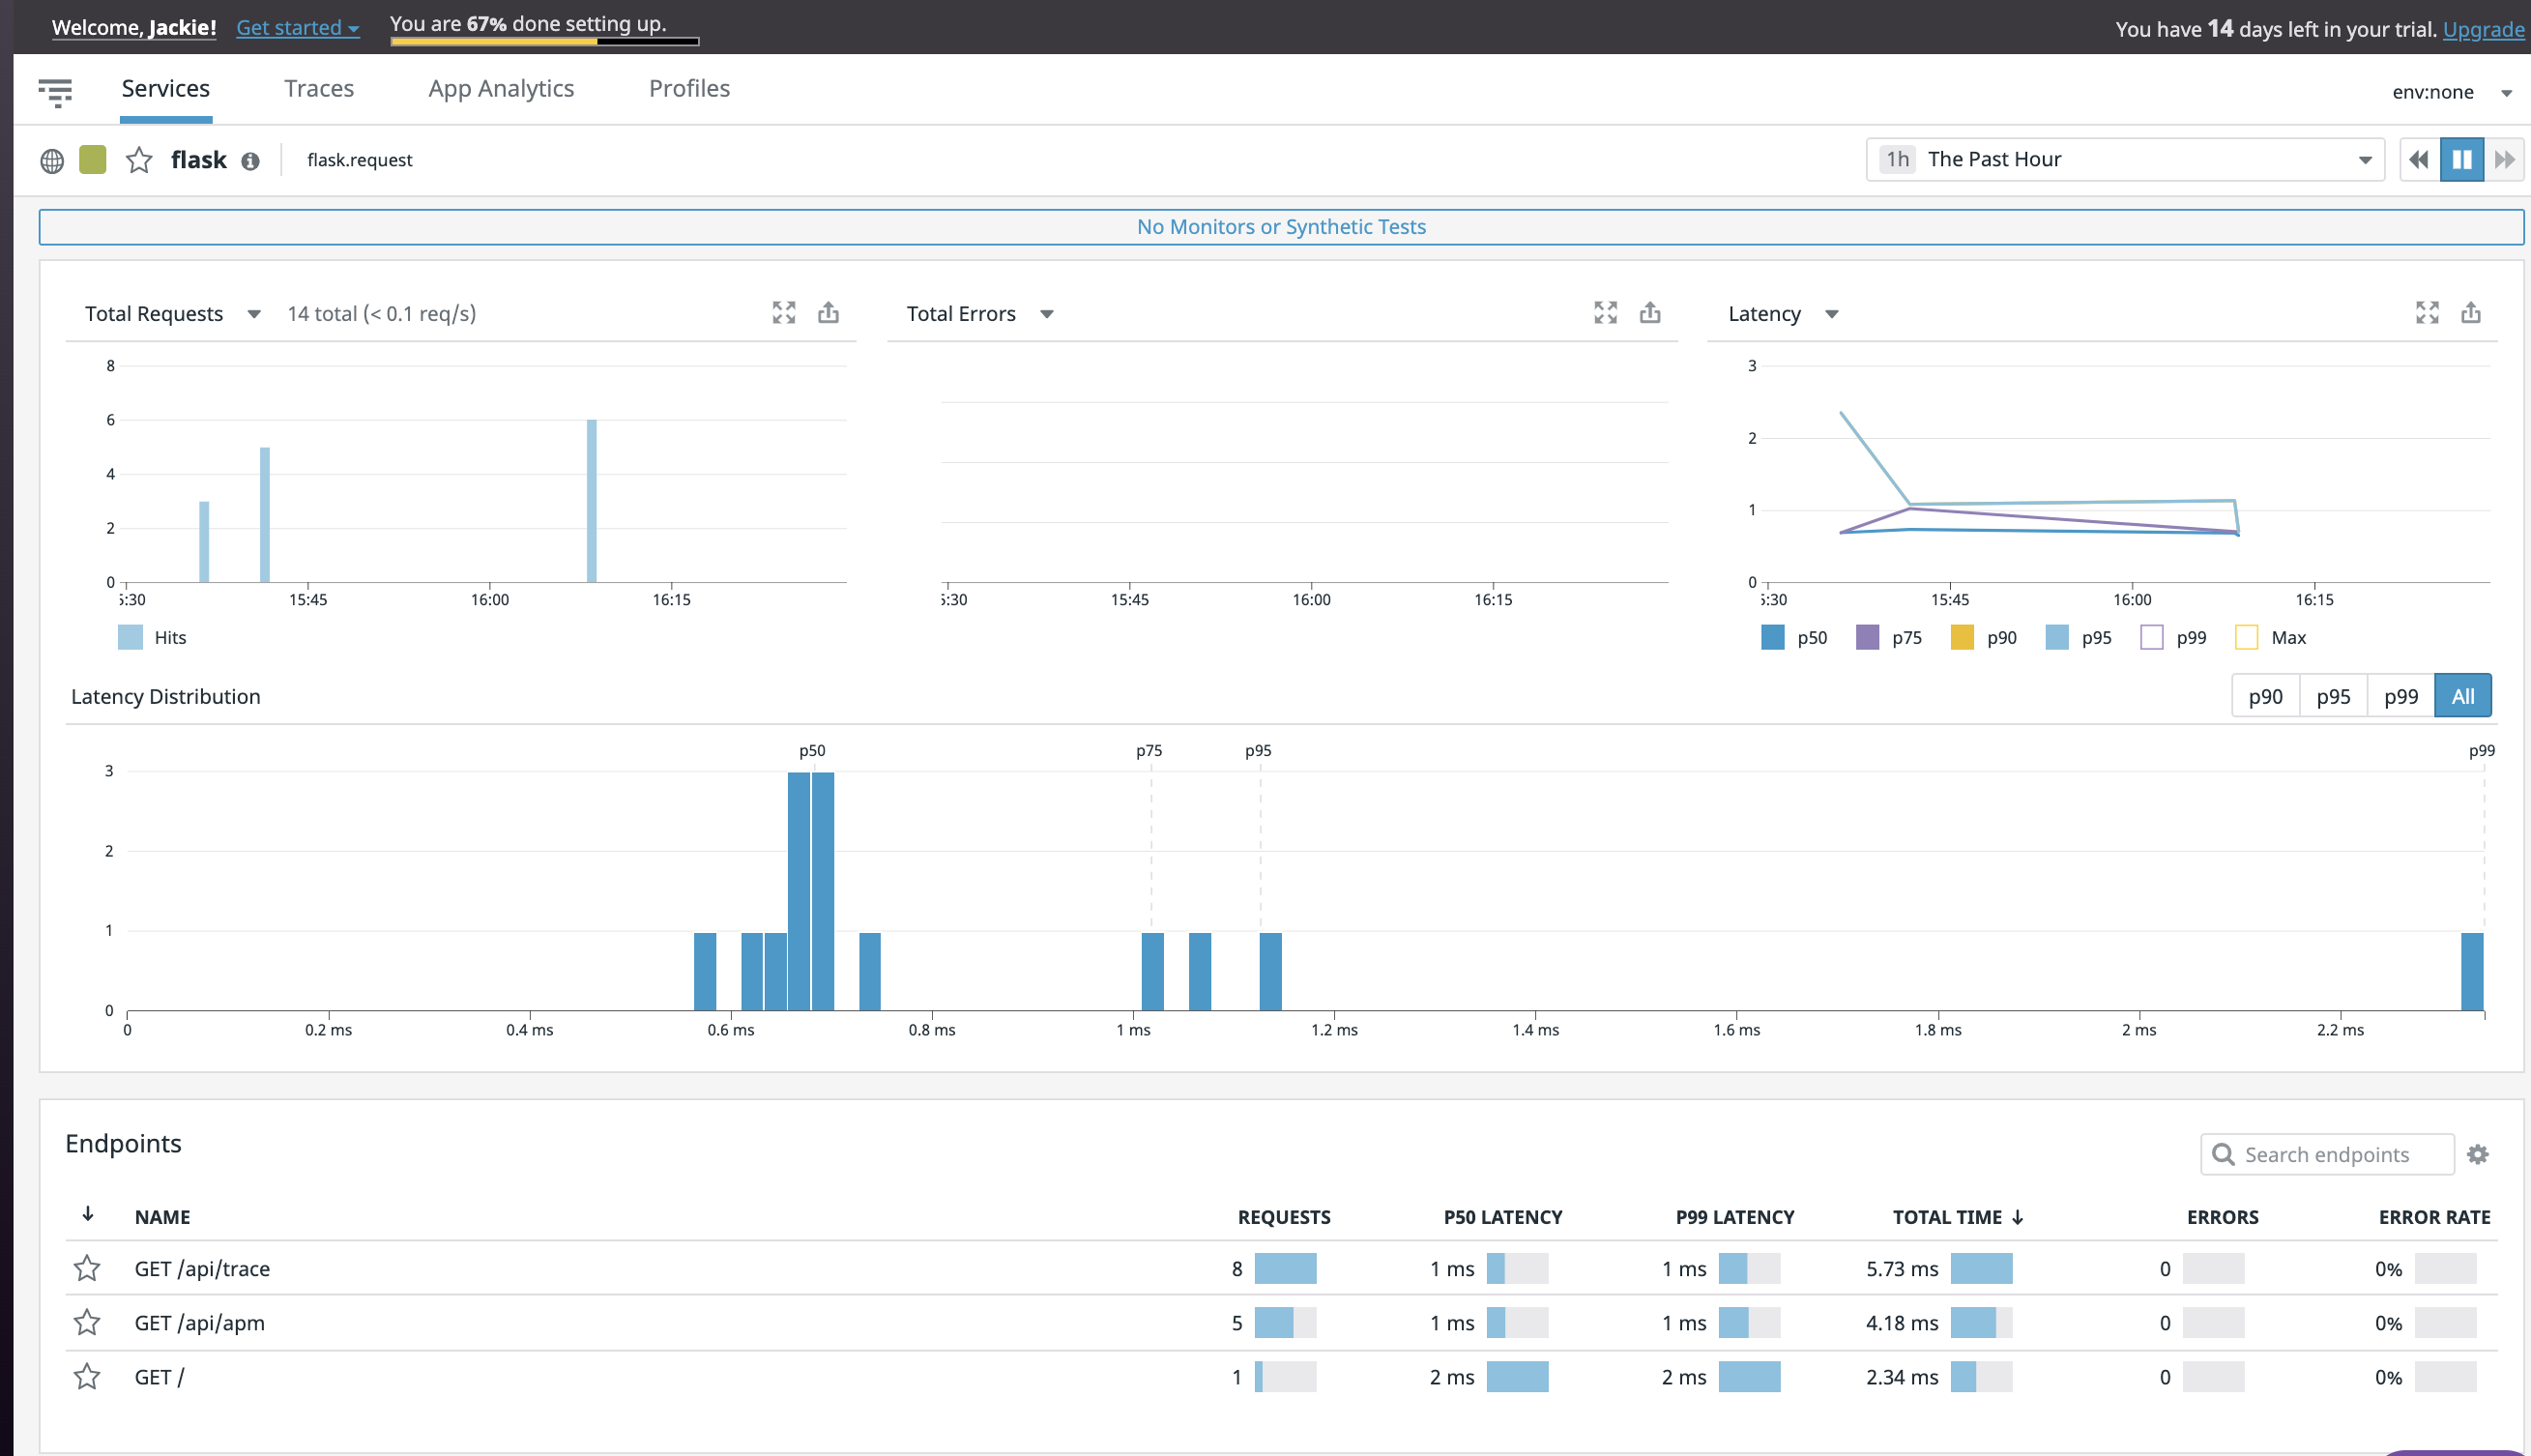 Welcome, Jackie! Get started You are 67% done setting up. You have 14 days left in your trial. Upgrade
Services Traces App Analytics Profiles env:none
flask flask.request 1h The Past Hour
No Monitors or Synthetic Tests
Total Requests 14 total (< 0.1 req/s)
8
6
4
2
0
15:45 16:00 16:15
Hits
Total Errors
15:45 16:00 16:15
Latency
3
2
1
0
15:45 16:00 16:15
p50 p75 p90 p95 p99 Max
Latency Distribution p90 p95 p99 All
p50 p75 p95 p99
3
2
1
0
0 0.2 ms 0.4 ms 0.6 ms 0.8 ms 1 ms 1.2 ms 1.4 ms 1.6 ms 1.8 ms 2 ms 2.2 ms
Endpoints Search endpoints
NAME REQUESTS P50 LATENCY P99 LATENCY TOTAL TIME ERRORS ERROR RATE
GET /api/trace 8 1 ms 1 ms 5.73 ms 0 0%
GET /api/apm 5 1 ms 1 ms 4.18 ms 0 0%
GET / 1 2 ms 2 ms 2.34 ms 0 0%